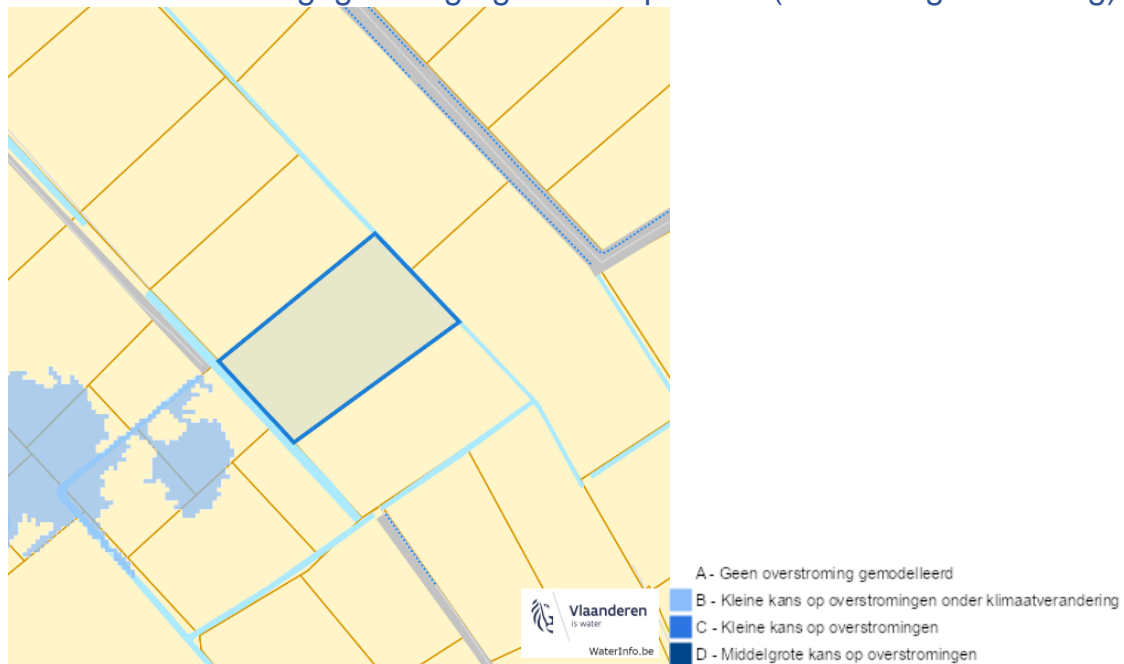 Vlaanderen
is water
WaterInfo.be
A - Geen overstroming gemodelleerd
B - Kleine kans op overstromingen onder klimaatverandering
C - Kleine kans op overstromingen
D - Middelgrote kans op overstromingen